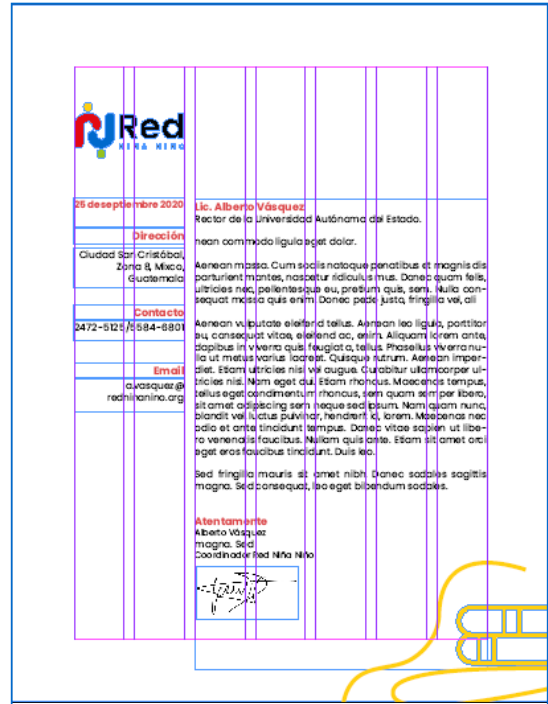 Red
NIÑA NIÑO
25 de septiembre 2020
Dirección
Ciudad San Cristóbal,
Zona 8, Mixco,
Guatemala
Contacto
2472-5125/5584-6801
Email
a.vasquez@
redninanino.org
Lic. Alberto Vásquez
Rector de la Universidad Autónama del Estado.
nean commodo ligula eget dolor.
Aenean massa. Cum sociis natoque penatibus et magnis dis
parturient montes, nascetur ridiculus mus. Donec quam felis,
ultricies nec, pellentesque eu, pretium quis, sem. Nulla con-
sequat massa quis enim. Donec pede justo, fringilla vel, ali
Aenean vulputate eleifend tellus. Aenean leo ligula, porttitor
eu, consequat vitae, eleifend ac, enim. Aliquam lorem ante,
dapibus in viverra quis, feugiat a, tellus. Phasellus viverra nu-
lla ut metus varius laoreet. Quisque rutrum. Aenean imper-
diet. Etiam ultricies nisi vel augue. Curabitur ullamcorper ul-
tricies nisi. Nam eget dui. Etiam rhoncus. Maecenas tempus,
tellus eget condimentum rhoncus, sem quam semper libero,
sit amet adipiscing sem neque sed ipsum. Nam quam nunc,
blandit vel, luctus pulvinar, hendrerit id, lorem. Maecenas nec
odio et ante tincidunt tempus. Donec vitae sapien ut libe-
ro venenatis faucibus. Nullam quis ante. Etiam sit amet orci
eget eros faucibus tincidunt. Duis leo.
Sed fringilla mauris sit amet nibh Donec sodales sagittis
magna. Sed consequat, leo eget bibendum sodales.
Atentamente
Alberto Vásquez
magna. Sed
Coordinador Red Niña Niño